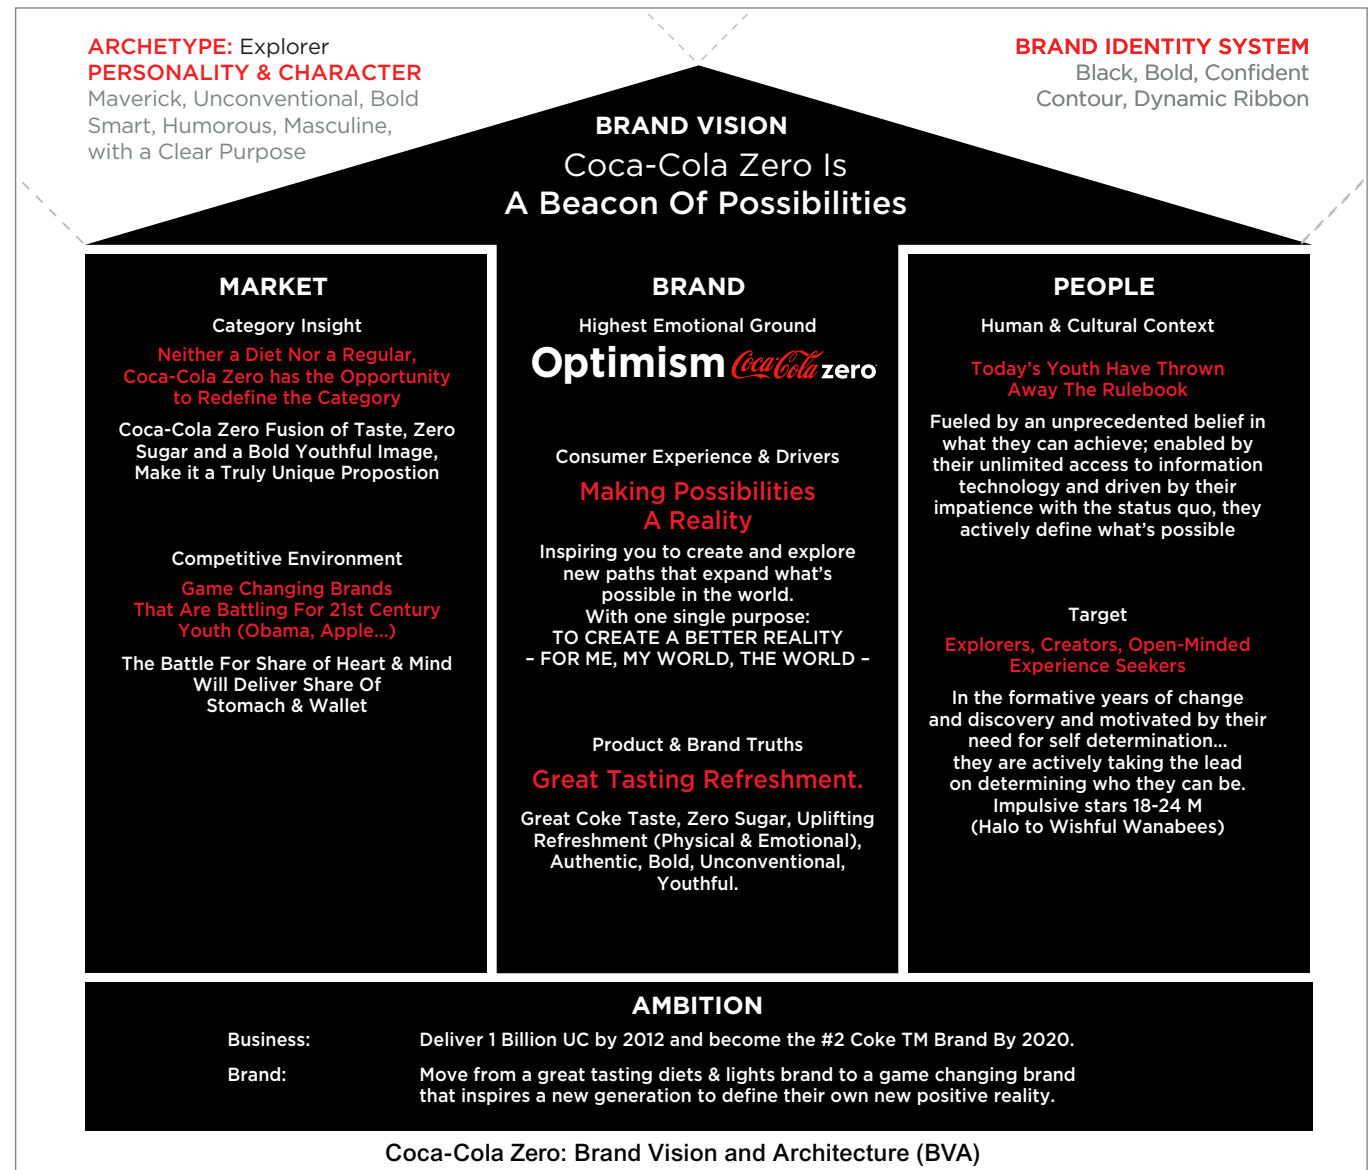 ARCHETYPE: Explorer
PERSONALITY & CHARACTER
Maverick, Unconventional, Bold
Smart, Humorous, Masculine,
with a Clear Purpose
BRAND IDENTITY SYSTEM
Black, Bold, Confident
Contour, Dynamic Ribbon
BRAND VISION
Coca-Cola Zero Is
A Beacon Of Possibilities
MARKET
Category Insight
Neither a Diet Nor a Regular,
Coca-Cola Zero has the Opportunity
to Redefine the Category
Coca-Cola Zero Fusion of Taste, Zero
Sugar and a Bold Youthful Image,
Make it a Truly Unique Propostion
Competitive Environment
Game Changing Brands
That Are Battling For 21st Century
Youth (Obama, Apple...)
The Battle For Share of Heart & Mind
Will Deliver Share Of
Stomach & Wallet
BRAND
Highest Emotional Ground
Optimism Coca-Cola zero
Consumer Experience & Drivers
Making Possibilities
A Reality
Inspiring you to create and explore
new paths that expand what's
possible in the world.
With one single purpose:
TO CREATE A BETTER REALITY
– FOR ME, MY WORLD, THE WORLD –
Product & Brand Truths
Great Tasting Refreshment.
Great Coke Taste, Zero Sugar, Uplifting
Refreshment (Physical & Emotional),
Authentic, Bold, Unconventional,
Youthful.
PEOPLE
Human & Cultural Context
Today's Youth Have Thrown
Away The Rulebook
Fueled by an unprecedented belief in
what they can achieve; enabled by
their unlimited access to information
technology and driven by their
impatience with the status quo, they
actively define what's possible
Target
Explorers, Creators, Open-Minded
Experience Seekers
In the formative years of change
and discovery and motivated by their
need for self determination...
they are actively taking the lead
on determining who they can be.
Impulsive stars 18-24 M
(Halo to Wishful Wanabees)
AMBITION
Business: Deliver 1 Billion UC by 2012 and become the #2 Coke TM Brand By 2020.
Brand: Move from a great tasting diets & lights brand to a game changing brand
that inspires a new generation to define their own new positive reality.
Coca-Cola Zero: Brand Vision and Architecture (BVA)